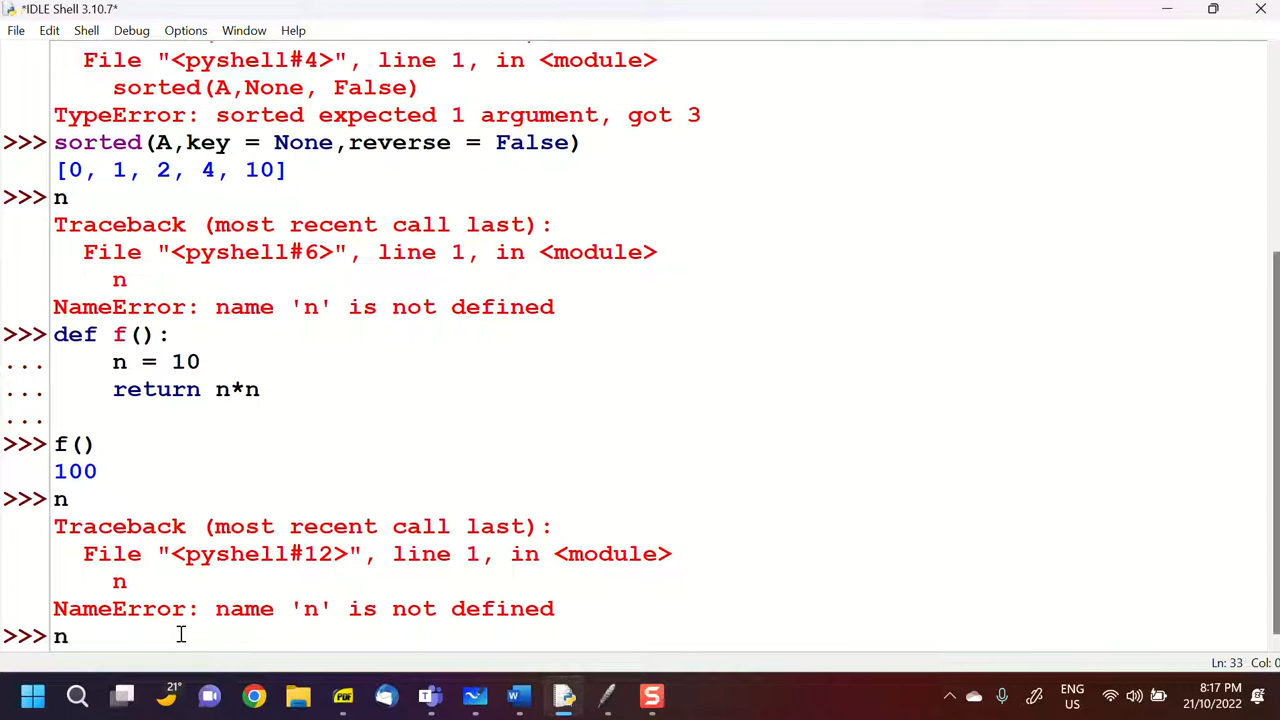 *IDLE Shell 3.10.7*
File Edit Shell Debug Options Window Help
File "<pyshell#4>", line 1, in <module>
sorted(A,None, False)
TypeError: sorted expected 1 argument, got 3
>>> sorted(A,key = None,reverse = False)
[0, 1, 2, 4, 10]
>>> n
Traceback (most recent call last):
File "<pyshell#6>", line 1, in <module>
n
NameError: name 'n' is not defined
>>> def f():
... n = 10
... return n*n
...
>>> f()
100
>>> n
Traceback (most recent call last):
File "<pyshell#12>", line 1, in <module>
n
NameError: name 'n' is not defined
>>> n
Ln: 33 Col: 0
21°
PDF
W
S
ENG
US
8:17 PM
21/10/2022